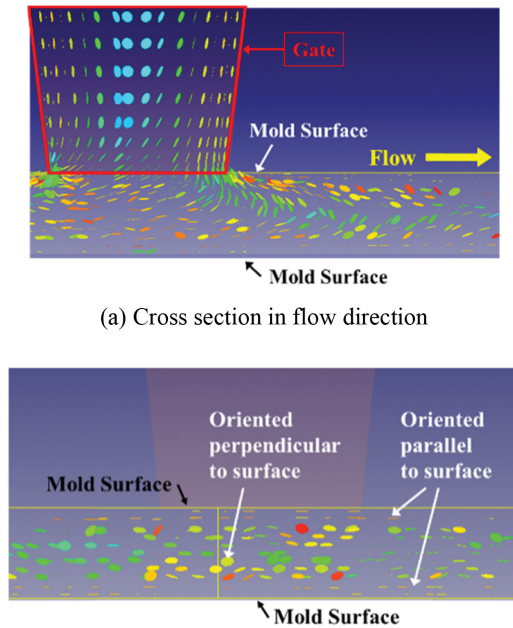 Gate
Mold Surface
Flow
Mold Surface
(a) Cross section in flow direction
Oriented
perpendicular
to surface
Oriented
parallel
to surface
Mold Surface
Mold Surface